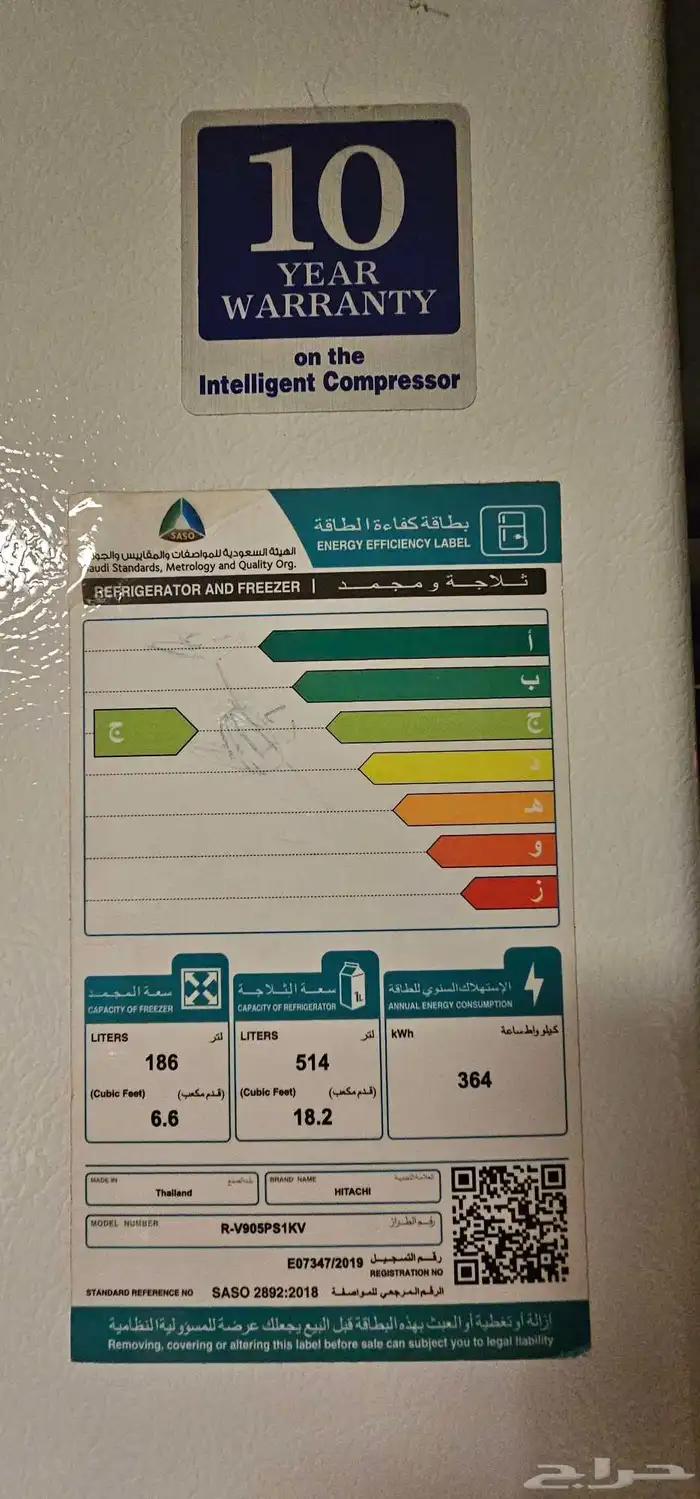 10
YEAR
WARRANTY
on the
Intelligent Compressor
بطاقة كفاءة الطاقة
ENERGY EFFICIENCY LABEL
SASO
الهيئة السعودية للمواصفات والمقاييس والجو
audi Standards, Metrology and Quality Org.
REFRIGERATOR AND FREEZER | ثلاجة ومجمد
أ
ب
ج ج
د
هـ
و
ز
سعة المجمد
CAPACITY OF FREEZER
LITERS لتر
186
(Cubic Feet) (قدم مكعب)
6.6
سعة الثلاجة
1L
CAPACITY OF REFRIGERATOR
LITERS لتر
514
(Cubic Feet) (قدم مكعب)
18.2
الإستهلاك السنوي للطاقة
ANNUAL ENERGY CONSUMPTION
kWh كيلو واط ساعة
364
MADE IN بلد الصنع
Thailand
BRAND NAME العلامة التجارية
HITACHI
MODEL NUMBER رقم الطراز
R-V905PS1KV
E07347/2019 رقم التسجيل
REGISTRATION NO
STANDARD REFERENCE NO SASO 2892:2018 الرقم المرجعي للمواصفة
إزالة أو تغطية أو العبث بهذه البطاقة قبل البيع يجعلك عرضة للمسؤولية النظامية
Removing, covering or altering this label before sale can subject you to legal liability
حراج